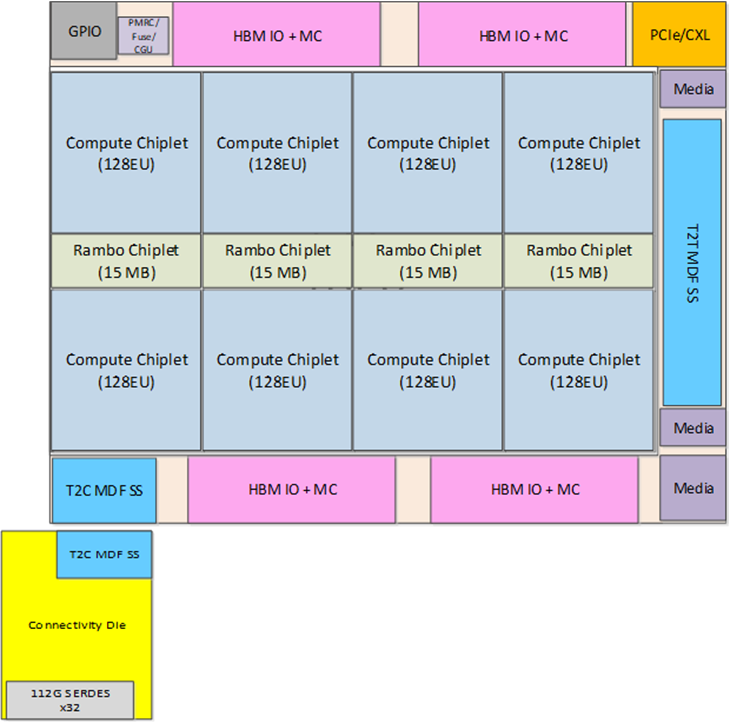 GPIO
PMRC/
Fuse/
CGU
HBM IO + MC
HBM IO + MC
PCIe/CXL
Media
Compute Chiplet
(128EU)
Compute Chiplet
(128EU)
Compute Chiplet
(128EU)
Compute Chiplet
(128EU)
T2T MDF SS
Rambo Chiplet
(15 MB)
Rambo Chiplet
(15 MB)
Rambo Chiplet
(15 MB)
Rambo Chiplet
(15 MB)
Compute Chiplet
(128EU)
Compute Chiplet
(128EU)
Compute Chiplet
(128EU)
Compute Chiplet
(128EU)
Media
T2C MDF SS
HBM IO + MC
HBM IO + MC
Media
T2C MDF SS
Connectivity Die
112G SERDES
x32